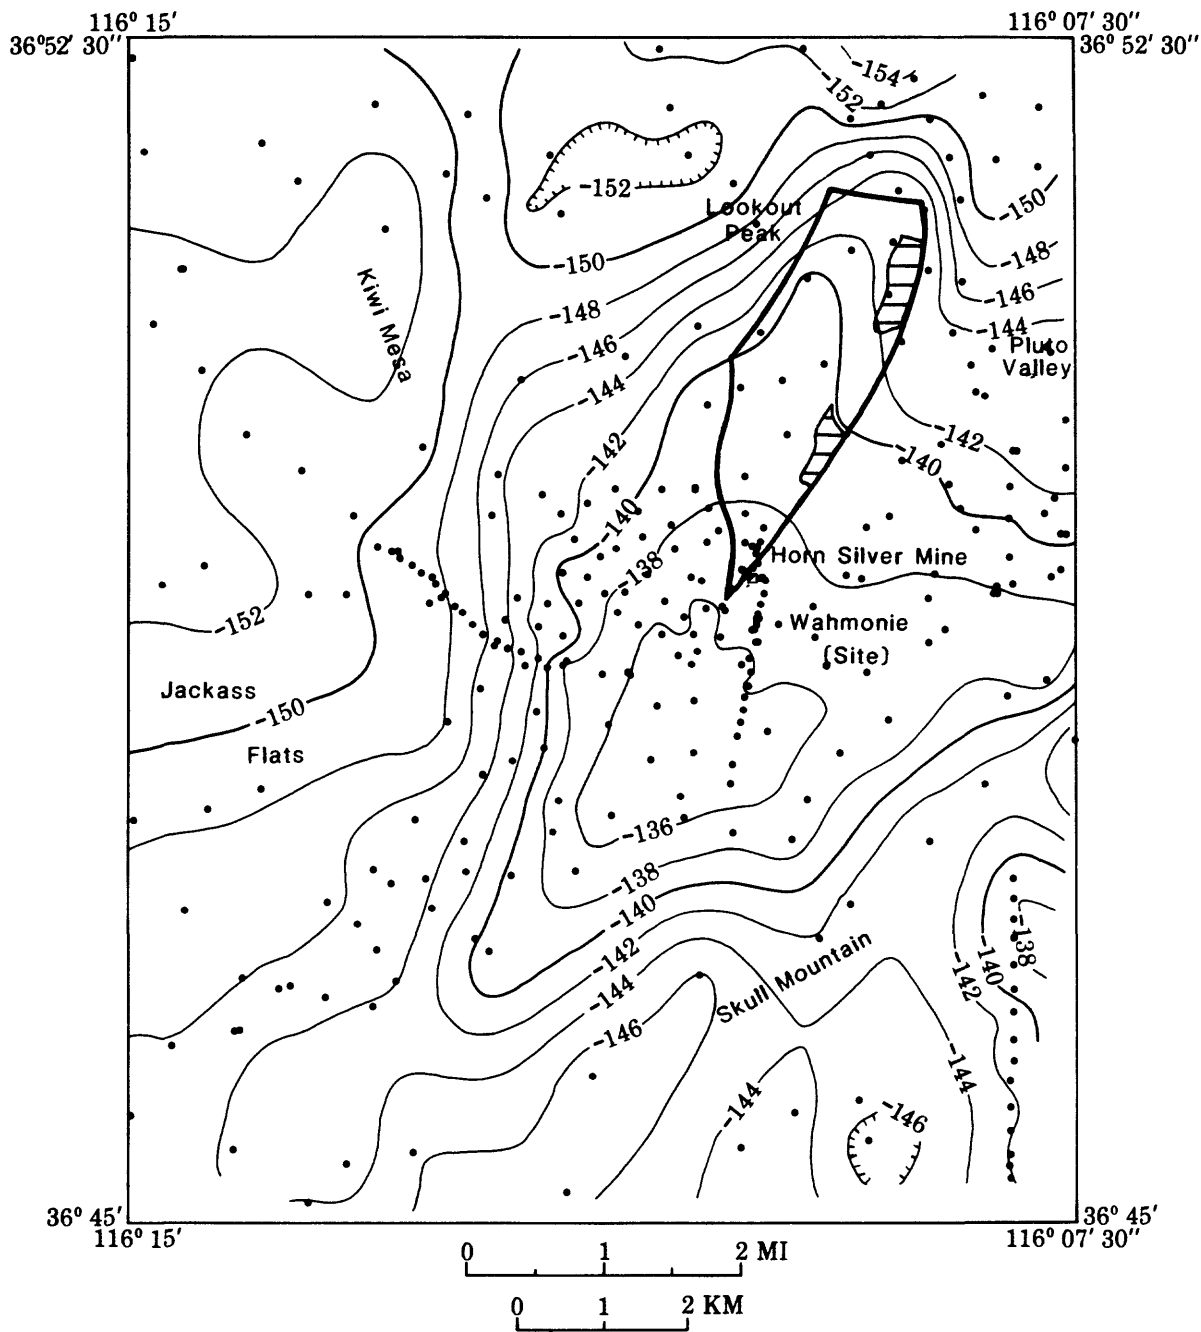 116° 15′ 116° 07′ 30″
36°52′ 30″ 36° 52′ 30″
-154
-152
-152
-150
Lookout
Peak
-150
-148
-146
-148
-144
Kiwi Mesa
-146
Pluto
Valley
-144
-142
-142
-140
-140
Horn Silver Mine
-138
-152
Wahmonie
(Site)
Jackass
-150
Flats
-136
-138
-140
-138
-142
-140
-142
Skull Mountain
-144
-146
-144
-144
-146
36° 45′ 36° 45′
116° 15′ 116° 07′ 30″
0 1 2 MI
0 1 2 KM